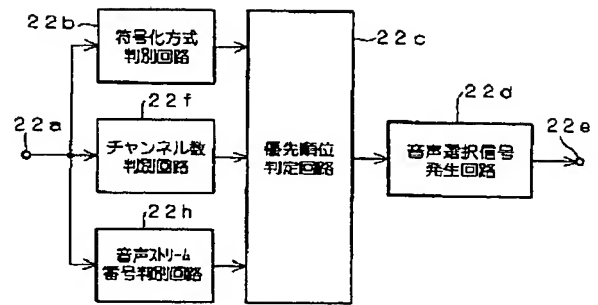 22b
符号化方式
判別回路
22c
22f
22a
チャンネル数
判別回路
優先順位
判定回路
22d
音声選択信号
発生回路
22e
22h
音声ストリーム
番号判別回路